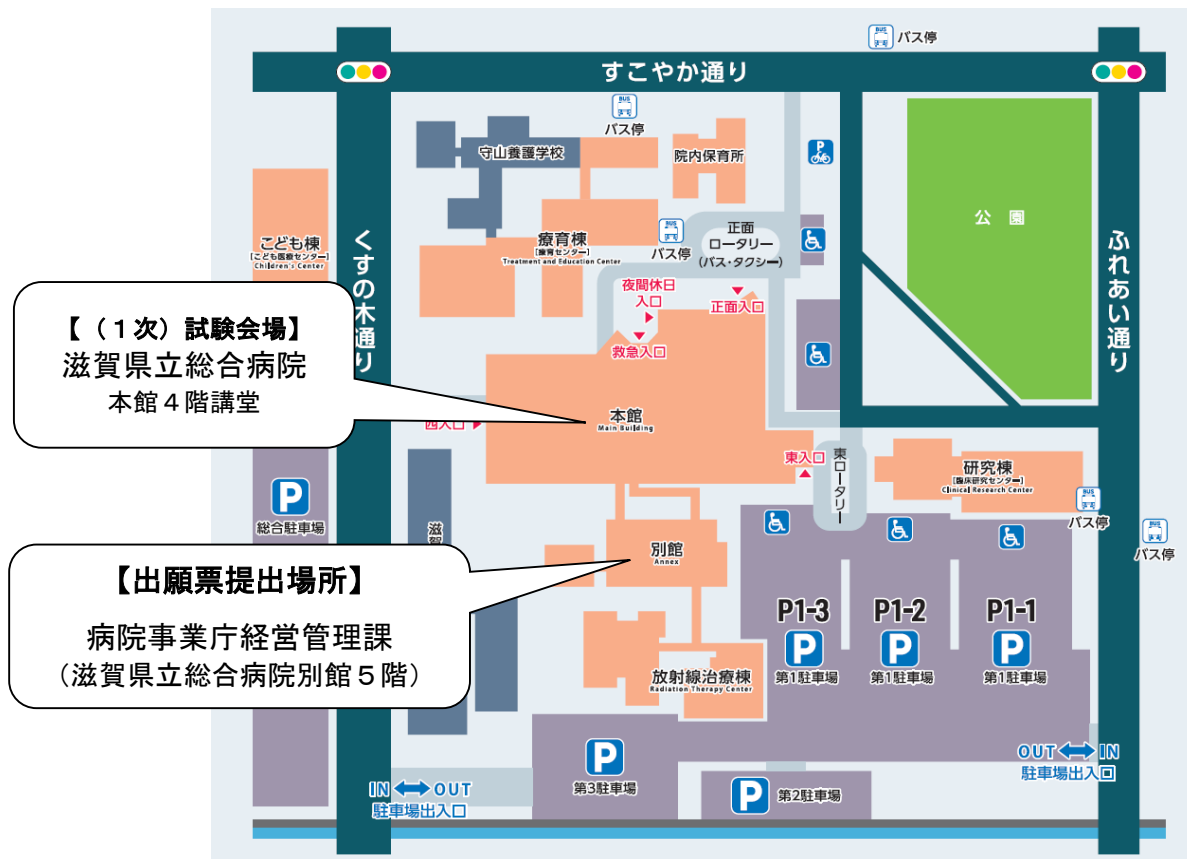 バス停
すこやか通り
BUS
バス停
守山養護学校
院内保育所
P
公園
こども棟
[こども医療センター]
Children's Center
くすの木通り
療育棟
[療育センター]
Treatment and Education Center
BUS
バス停
正面
ロータリー
(バス・タクシー)
ふれあい通り
夜間休日
入口
正面入口
救急入口
【（１次）試験会場】
滋賀県立総合病院
本館４階講堂
本館
Main Building
西入口
東入口
東ロータリー
研究棟
[臨床研究センター]
Clinical Research Center
P
総合駐車場
BUS
バス停
BUS
バス停
滋賀
別館
Annex
【出願票提出場所】
病院事業庁経営管理課
（滋賀県立総合病院別館５階）
P1-3
P
第1駐車場
P1-2
P
第1駐車場
P1-1
P
第1駐車場
放射線治療棟
Radiation Therapy Center
OUT IN
駐車場出入口
P
第3駐車場
IN OUT
駐車場出入口
P
第2駐車場